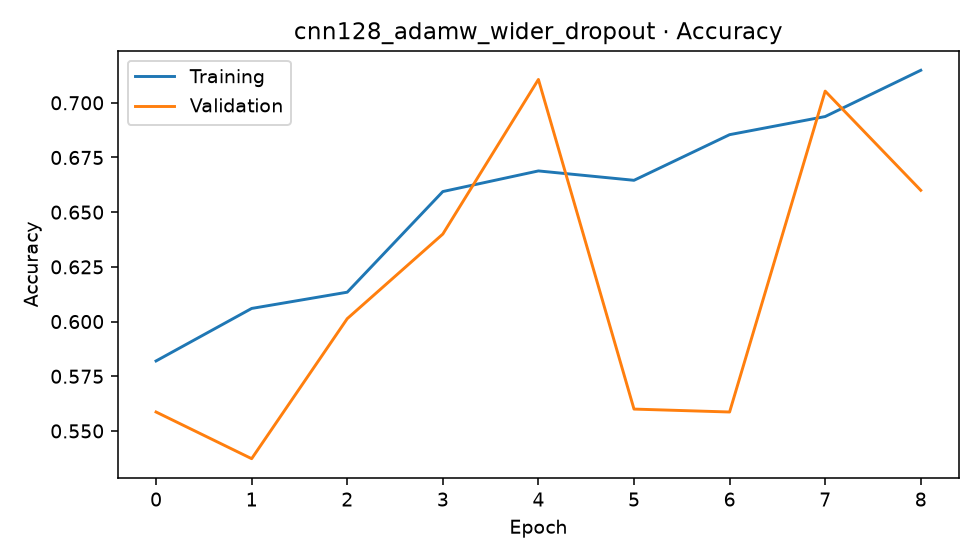 cnn128_adamw_wider_dropout · Accuracy
Training
Validation
Accuracy
0.700
0.675
0.650
0.625
0.600
0.575
0.550
0 1 2 3 4 5 6 7 8
Epoch